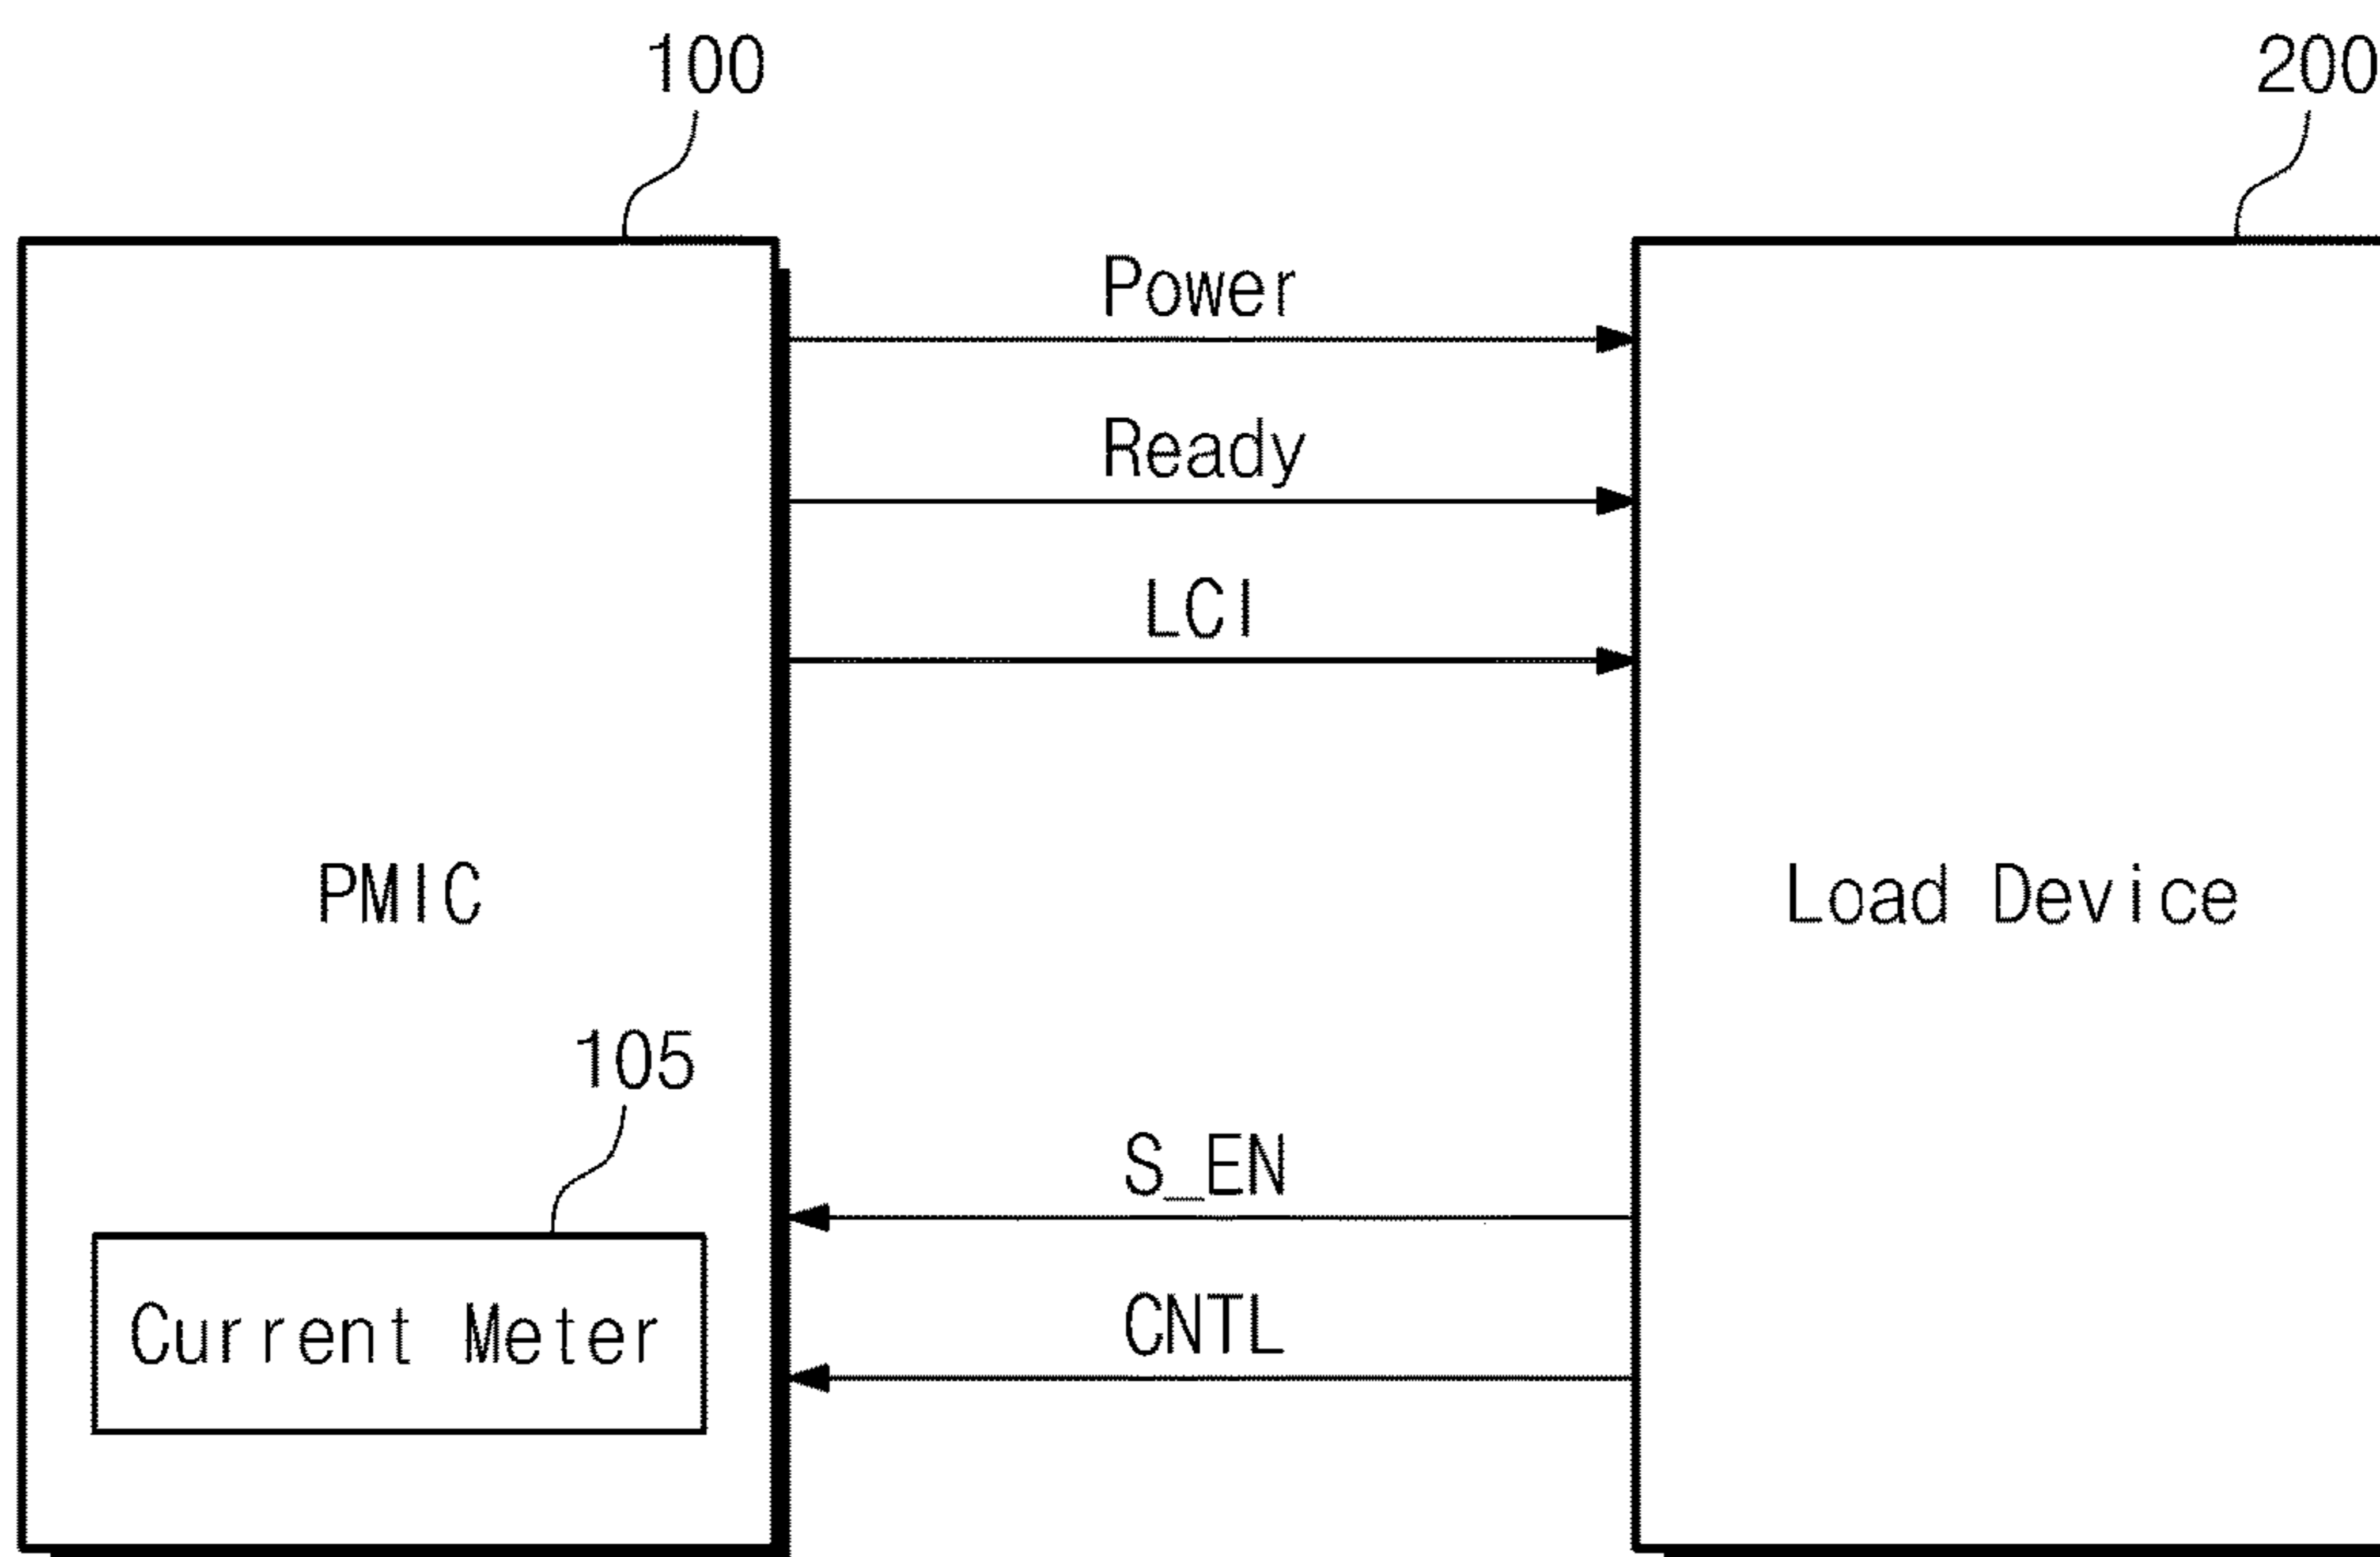 100
200
Power
Ready
LCI
PMIC
Load Device
105
S_EN
CNTL
Current Meter